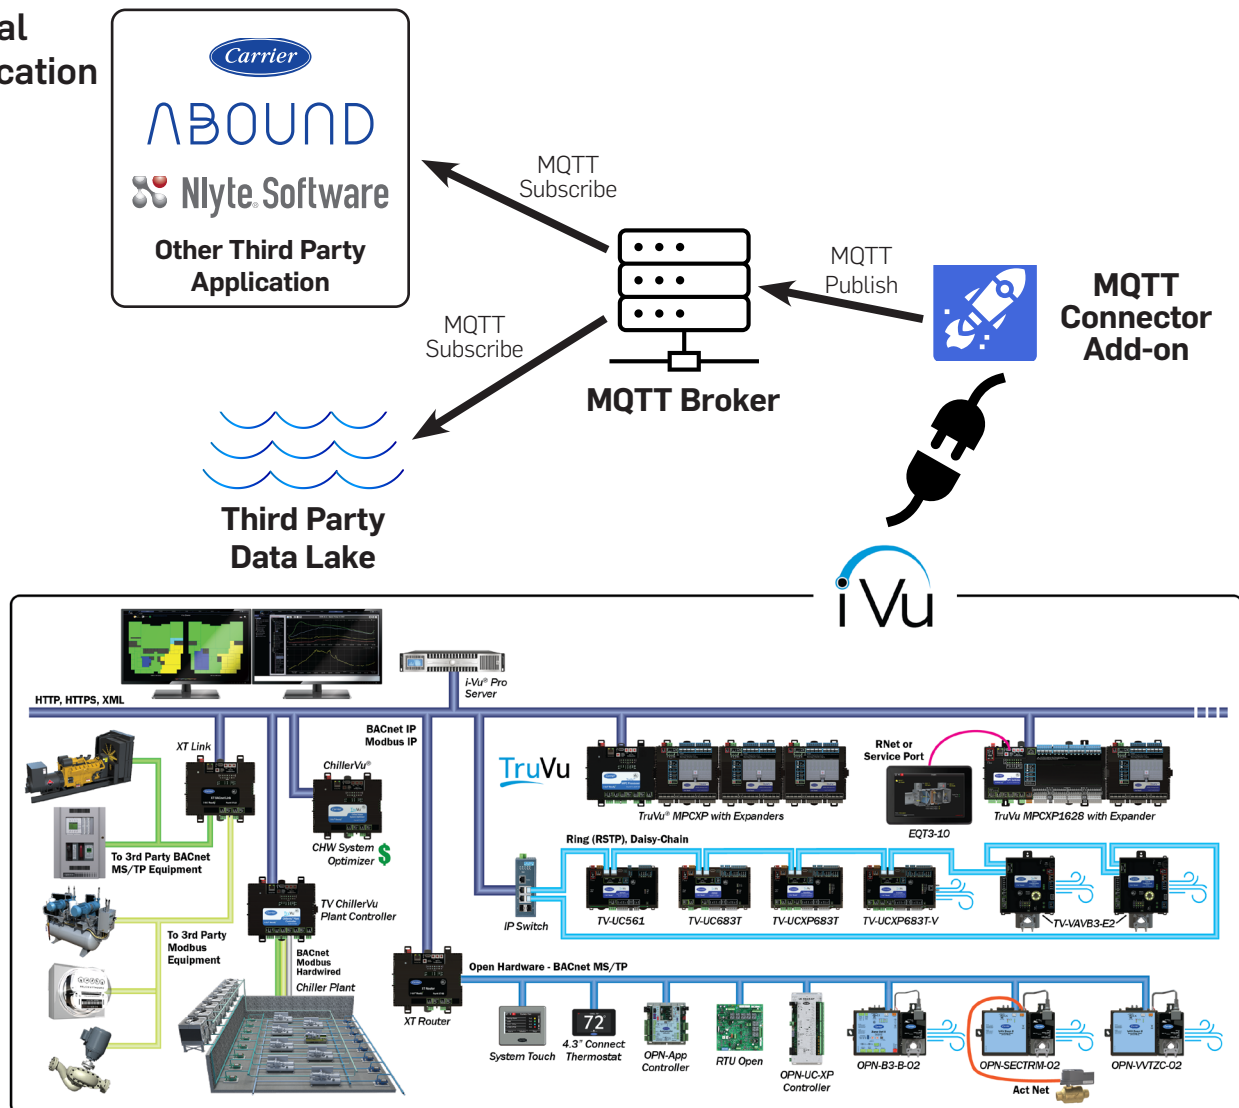 al
ication
Carrier
ABOUND
Nlyte® Software
Other Third Party
Application
MQTT
Subscribe
MQTT
Subscribe
MQTT
Publish
MQTT
Connector
Add-on
MQTT Broker
Third Party
Data Lake
i Vu
HTTP, HTTPS, XML
i-Vu® Pro
Server
BACnet IP
Modbus IP
XT Link
ChillerVu®
CHW System
Optimizer $
TruVu
TruVu® MPCXP with Expanders
RNet or
Service Port
EQT3-10
TruVu MPCXP1628 with Expander
To 3rd Party BACnet
MS/TP Equipment
TV ChillerVu
Plant Controller
Ring (RSTP), Daisy-Chain
IP Switch
TV-UC561
TV-UC683T
TV-UCXP683T
TV-UCXP683T-V
TV-VAVB3-E2
To 3rd Party
Modbus
Equipment
BACnet
Modbus
Hardwired
Chiller Plant
Open Hardware - BACnet MS/TP
XT Router
System Touch
72
4.3" Connect
Thermostat
OPN-App
Controller
RTU Open
OPN-UC-XP
Controller
OPN-B3-B-02
OPN-SECTRM-02
OPN-VVTZC-02
Act Net